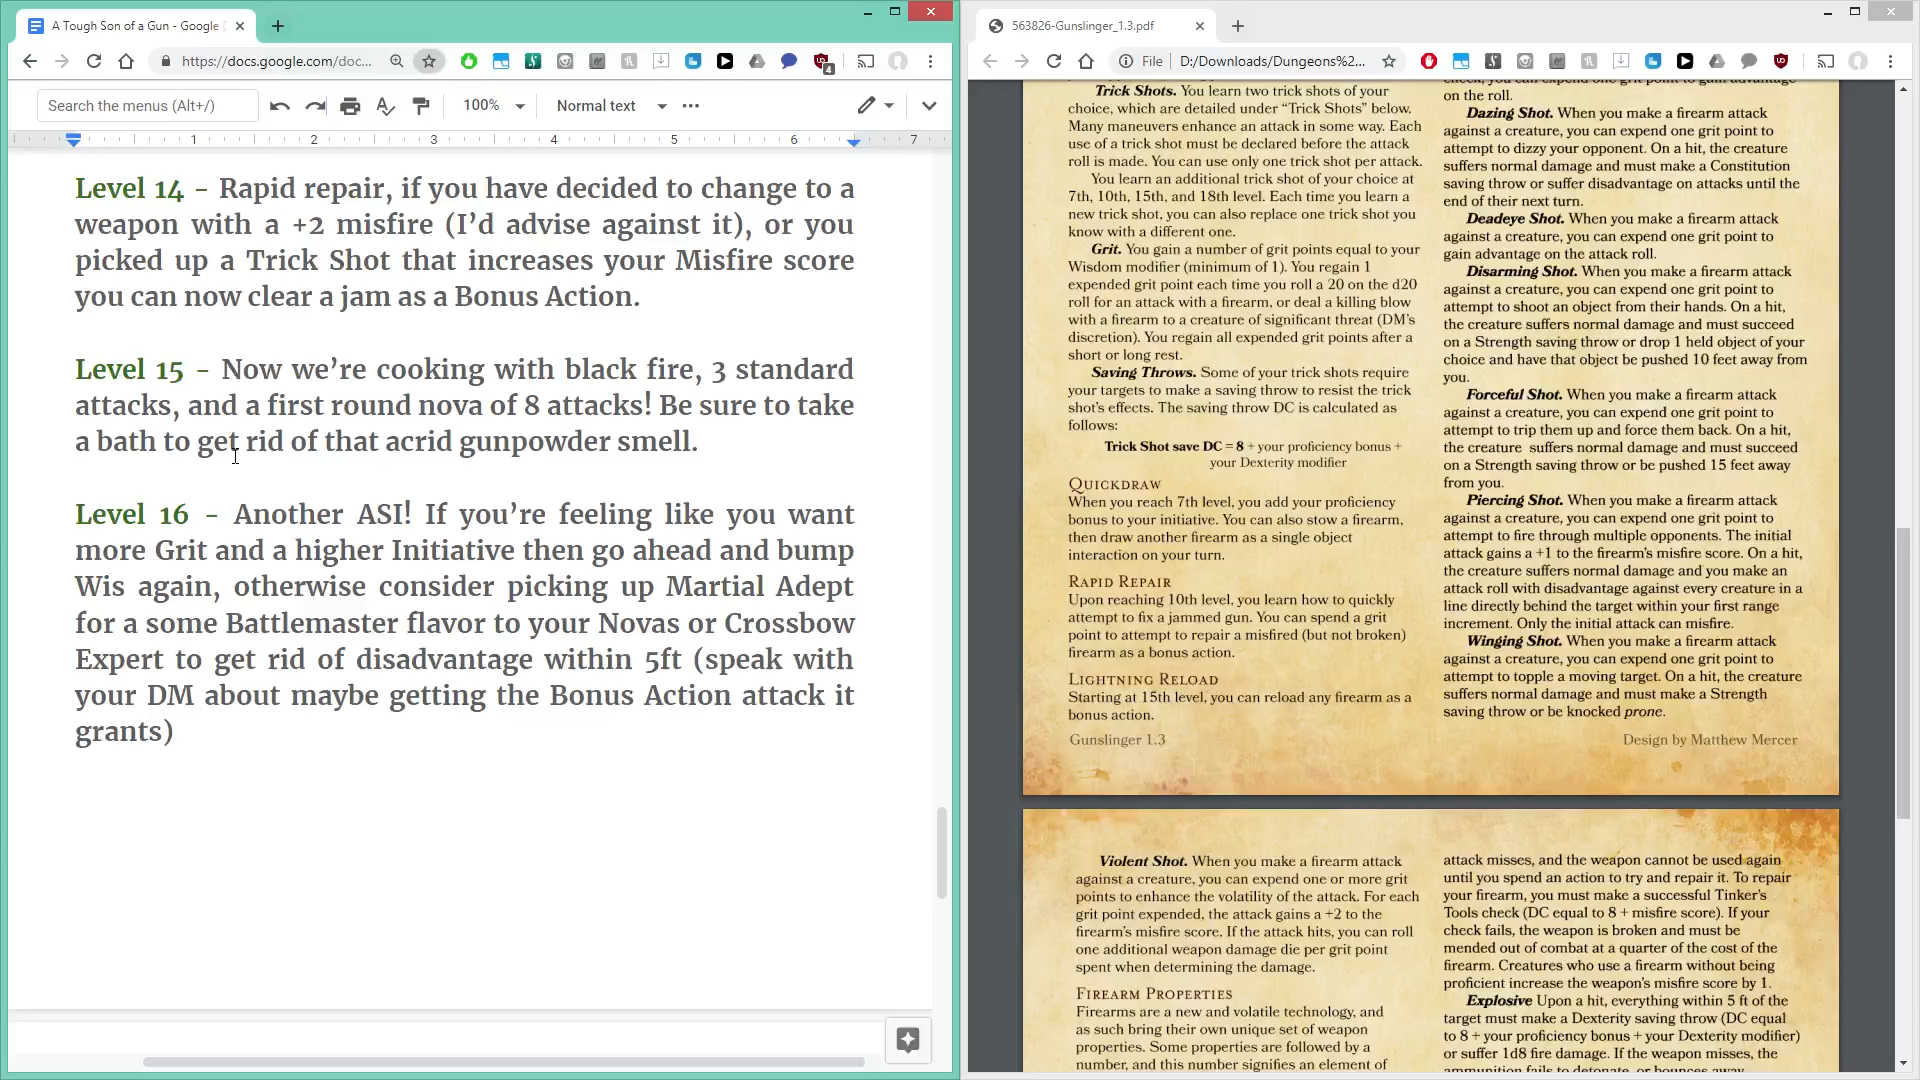 A Tough Son of a Gun - Google
https://docs.google.com/doc...
4
Search the menus (Alt+/)
100%
Normal text
1 2 3 4 5 6 7
Level 14 - Rapid repair, if you have decided to change to a
weapon with a +2 misfire (I’d advise against it), or you
picked up a Trick Shot that increases your Misfire score
you can now clear a jam as a Bonus Action.
Level 15 - Now we’re cooking with black fire, 3 standard
attacks, and a first round nova of 8 attacks! Be sure to take
a bath to get rid of that acrid gunpowder smell.
Level 16 - Another ASI! If you’re feeling like you want
more Grit and a higher Initiative then go ahead and bump
Wis again, otherwise consider picking up Martial Adept
for a some Battlemaster flavor to your Novas or Crossbow
Expert to get rid of disadvantage within 5ft (speak with
your DM about maybe getting the Bonus Action attack it
grants)
563826-Gunslinger_1.3.pdf
File
D:/Downloads/Dungeons%2...
Trick Shots. You learn two trick shots of your
choice, which are detailed under “Trick Shots” below.
Many maneuvers enhance an attack in some way. Each
use of a trick shot must be declared before the attack
roll is made. You can use only one trick shot per attack.
You learn an additional trick shot of your choice at
7th, 10th, 15th, and 18th level. Each time you learn a
new trick shot, you can also replace one trick shot you
know with a different one.
Grit. You gain a number of grit points equal to your
Wisdom modifier (minimum of 1). You regain 1
expended grit point each time you roll a 20 on the d20
roll for an attack with a firearm, or deal a killing blow
with a firearm to a creature of significant threat (DM’s
discretion). You regain all expended grit points after a
short or long rest.
Saving Throws. Some of your trick shots require
your targets to make a saving throw to resist the trick
shot’s effects. The saving throw DC is calculated as
follows:
Trick Shot save DC = 8 + your proficiency bonus +
your Dexterity modifier
Quickdraw
When you reach 7th level, you add your proficiency
bonus to your initiative. You can also stow a firearm,
then draw another firearm as a single object
interaction on your turn.
Rapid Repair
Upon reaching 10th level, you learn how to quickly
attempt to fix a jammed gun. You can spend a grit
point to attempt to repair a misfired (but not broken)
firearm as a bonus action.
Lightning Reload
Starting at 15th level, you can reload any firearm as a
bonus action.
Gunslinger 1.3
check, you can expend one grit point to gain advantage
on the roll.
Dazing Shot. When you make a firearm attack
against a creature, you can expend one grit point to
attempt to dizzy your opponent. On a hit, the creature
suffers normal damage and must make a Constitution
saving throw or suffer disadvantage on attacks until the
end of their next turn.
Deadeye Shot. When you make a firearm attack
against a creature, you can expend one grit point to
gain advantage on the attack roll.
Disarming Shot. When you make a firearm attack
against a creature, you can expend one grit point to
attempt to shoot an object from their hands. On a hit,
the creature suffers normal damage and must succeed
on a Strength saving throw or drop 1 held object of your
choice and have that object be pushed 10 feet away from
you.
Forceful Shot. When you make a firearm attack
against a creature, you can expend one grit point to
attempt to trip them up and force them back. On a hit,
the creature suffers normal damage and must succeed
on a Strength saving throw or be pushed 15 feet away
from you.
Piercing Shot. When you make a firearm attack
against a creature, you can expend one grit point to
attempt to fire through multiple opponents. The initial
attack gains a +1 to the firearm’s misfire score. On a hit,
the creature suffers normal damage and you make an
attack roll with disadvantage against every creature in a
line directly behind the target within your first range
increment. Only the initial attack can misfire.
Winging Shot. When you make a firearm attack
against a creature, you can expend one grit point to
attempt to topple a moving target. On a hit, the creature
suffers normal damage and must make a Strength
saving throw or be knocked prone.
Design by Matthew Mercer
Violent Shot. When you make a firearm attack
against a creature, you can expend one or more grit
points to enhance the volatility of the attack. For each
grit point expended, the attack gains a +2 to the
firearm’s misfire score. If the attack hits, you can roll
one additional weapon damage die per grit point
spent when determining the damage.
Firearm Properties
Firearms are a new and volatile technology, and
as such bring their own unique set of weapon
properties. Some properties are followed by a
number, and this number signifies an element of
attack misses, and the weapon cannot be used again
until you spend an action to try and repair it. To repair
your firearm, you must make a successful Tinker’s
Tools check (DC equal to 8 + misfire score). If your
check fails, the weapon is broken and must be
mended out of combat at a quarter of the cost of the
firearm. Creatures who use a firearm without being
proficient increase the weapon’s misfire score by 1.
Explosive Upon a hit, everything within 5 ft of the
target must make a Dexterity saving throw (DC equal
to 8 + your proficiency bonus + your Dexterity modifier)
or suffer 1d8 fire damage. If the weapon misses, the
ammunition fails to detonate, or bounces away